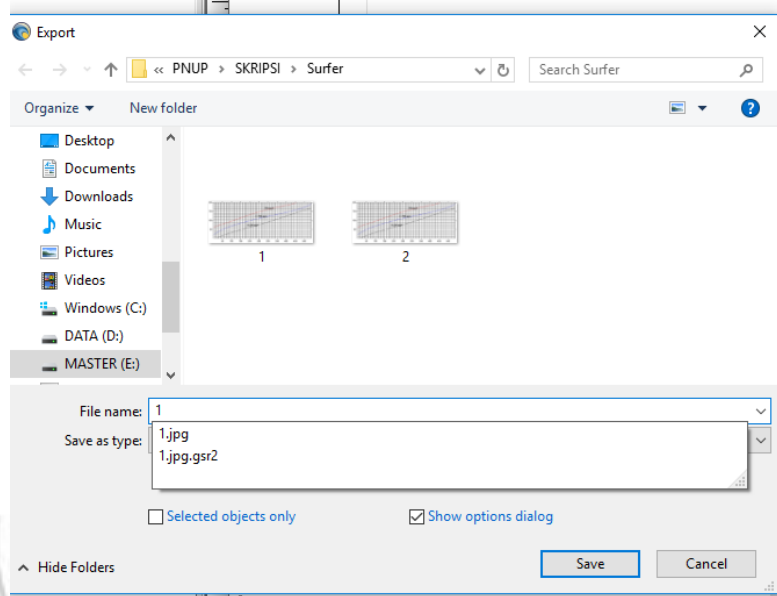 Export
« PNUP › SKRIPSI › Surfer
Search Surfer
Organize
New folder
Desktop
Documents
Downloads
Music
Pictures
Videos
Windows (C:)
DATA (D:)
MASTER (E:)
1
2
File name: 1
Save as type:
1.jpg
1.jpg.gsr2
Selected objects only
Show options dialog
Hide Folders
Save
Cancel